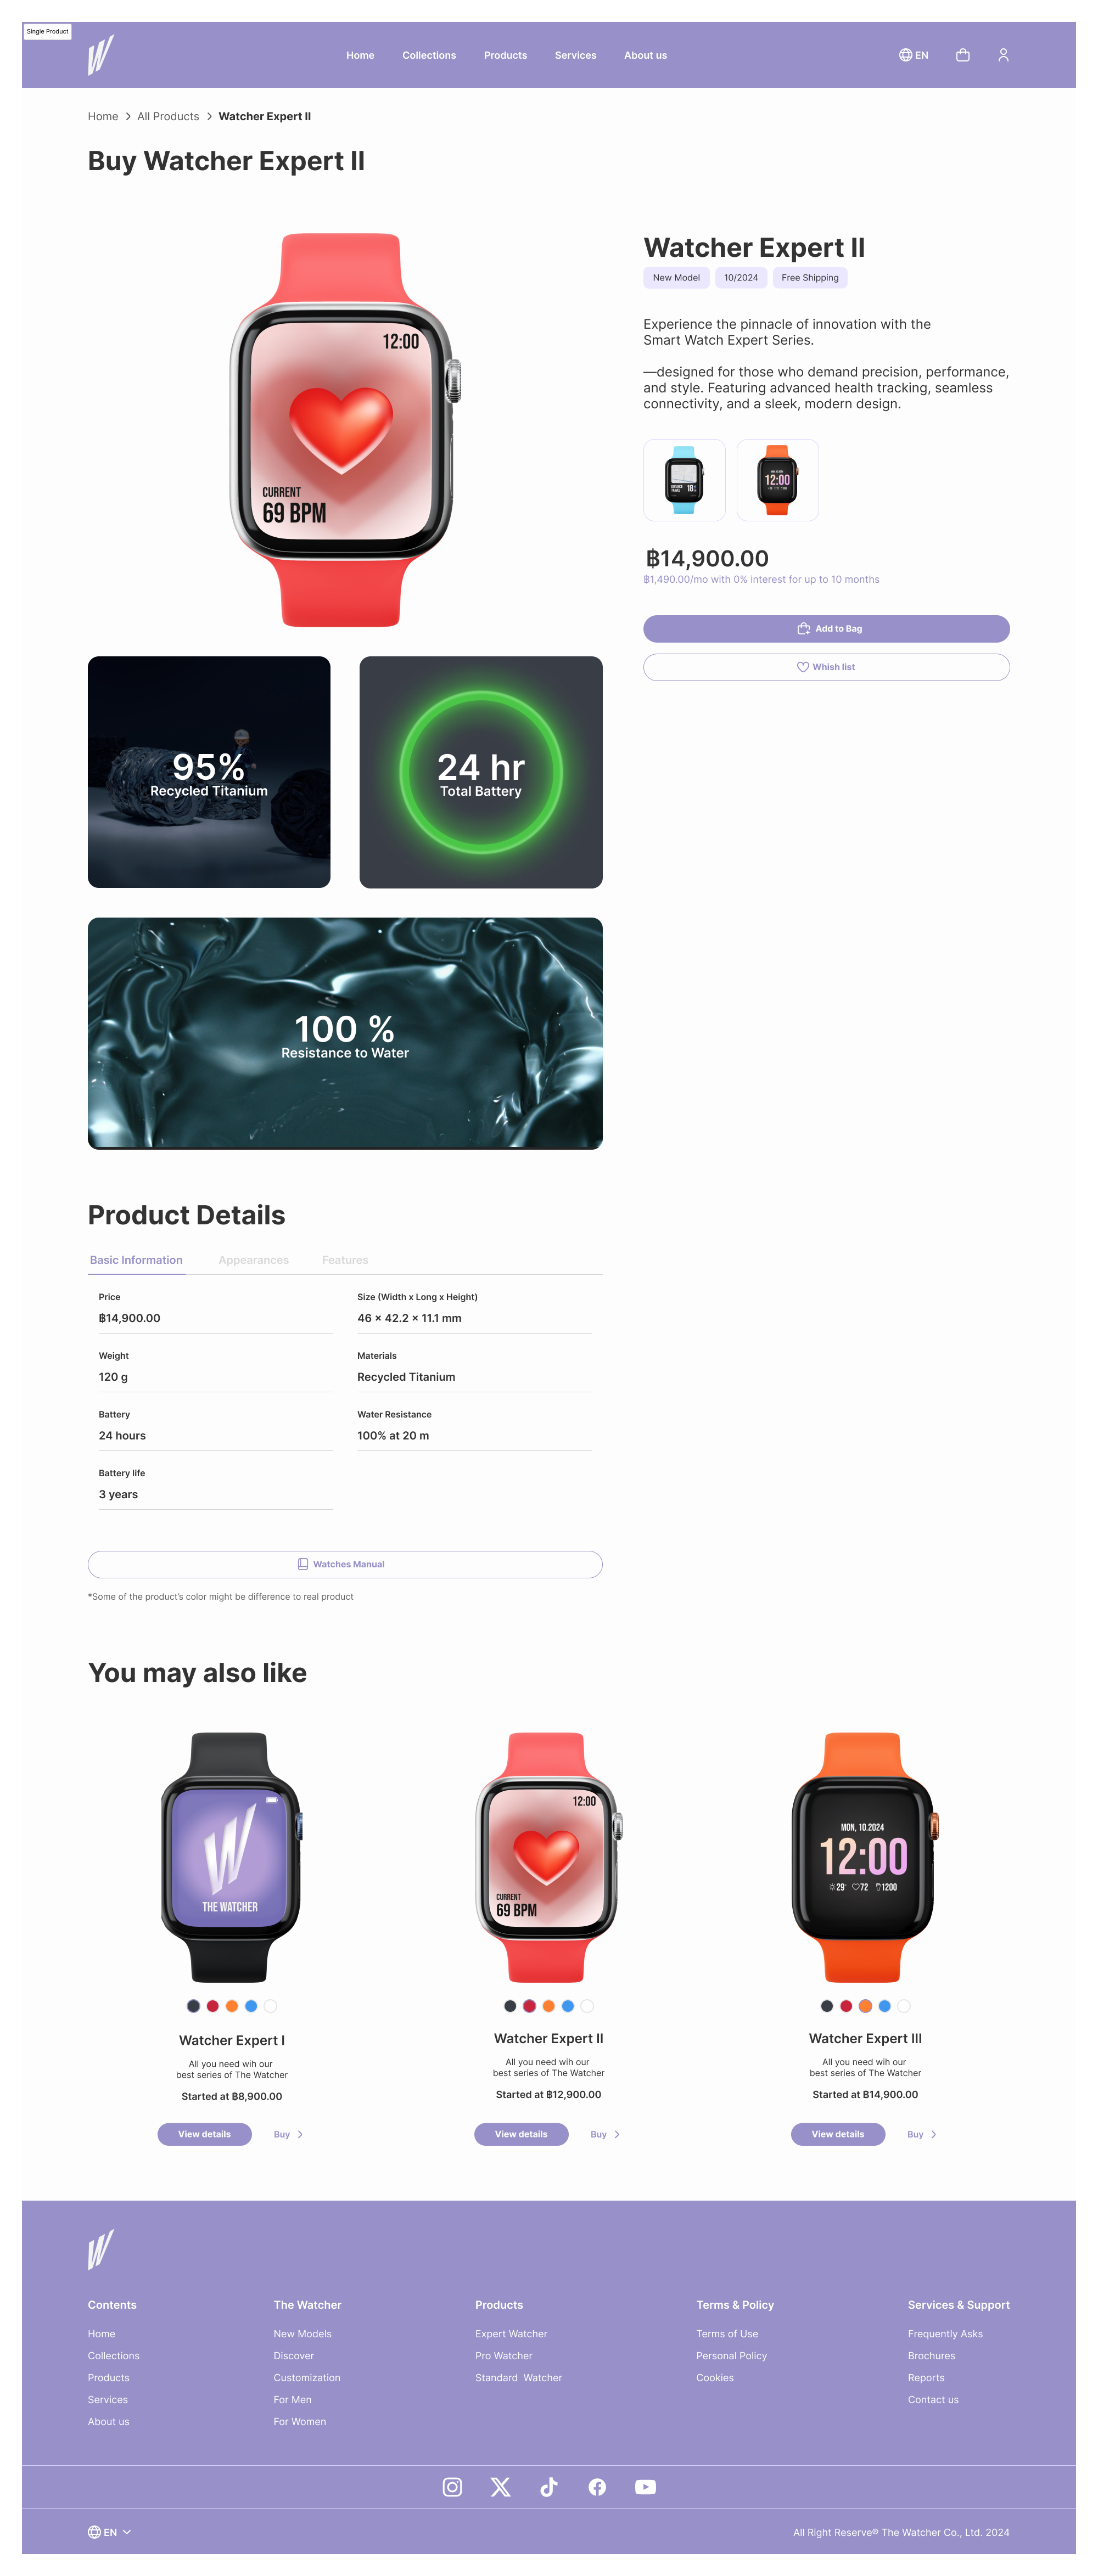 Single Product
Home
Collections
Products
Services
About us
EN
Home > All Products > Watcher Expert II
Buy Watcher Expert II
12:00
CURRENT
69 BPM
Watcher Expert II
New Model
10/2024
Free Shipping
Experience the pinnacle of innovation with the
Smart Watch Expert Series.
—designed for those who demand precision, performance,
and style. Featuring advanced health tracking, seamless
connectivity, and a sleek, modern design.
12:00
฿14,900.00
฿1,490.00/mo with 0% interest for up to 10 months
Add to Bag
Whish list
95%
Recycled Titanium
24 hr
Total Battery
100 %
Resistance to Water
Product Details
Basic Information
Appearances
Features
Price
฿14,900.00
Size (Width x Long x Height)
46 × 42.2 × 11.1 mm
Weight
120 g
Materials
Recycled Titanium
Battery
24 hours
Water Resistance
100% at 20 m
Battery life
3 years
Watches Manual
*Some of the product's color might be difference to real product
You may also like
THE WATCHER
12:00
CURRENT
69 BPM
MON, 10.2024
12:00
29° 72 1200
Watcher Expert I
All you need wih our
best series of The Watcher
Started at ฿8,900.00
View details
Buy >
Watcher Expert II
All you need wih our
best series of The Watcher
Started at ฿12,900.00
View details
Buy >
Watcher Expert III
All you need wih our
best series of The Watcher
Started at ฿14,900.00
View details
Buy >
Contents
Home
Collections
Products
Services
About us
The Watcher
New Models
Discover
Customization
For Men
For Women
Products
Expert Watcher
Pro Watcher
Standard  Watcher
Terms & Policy
Terms of Use
Personal Policy
Cookies
Services & Support
Frequently Asks
Brochures
Reports
Contact us
EN
All Right Reserve® The Watcher Co., Ltd. 2024